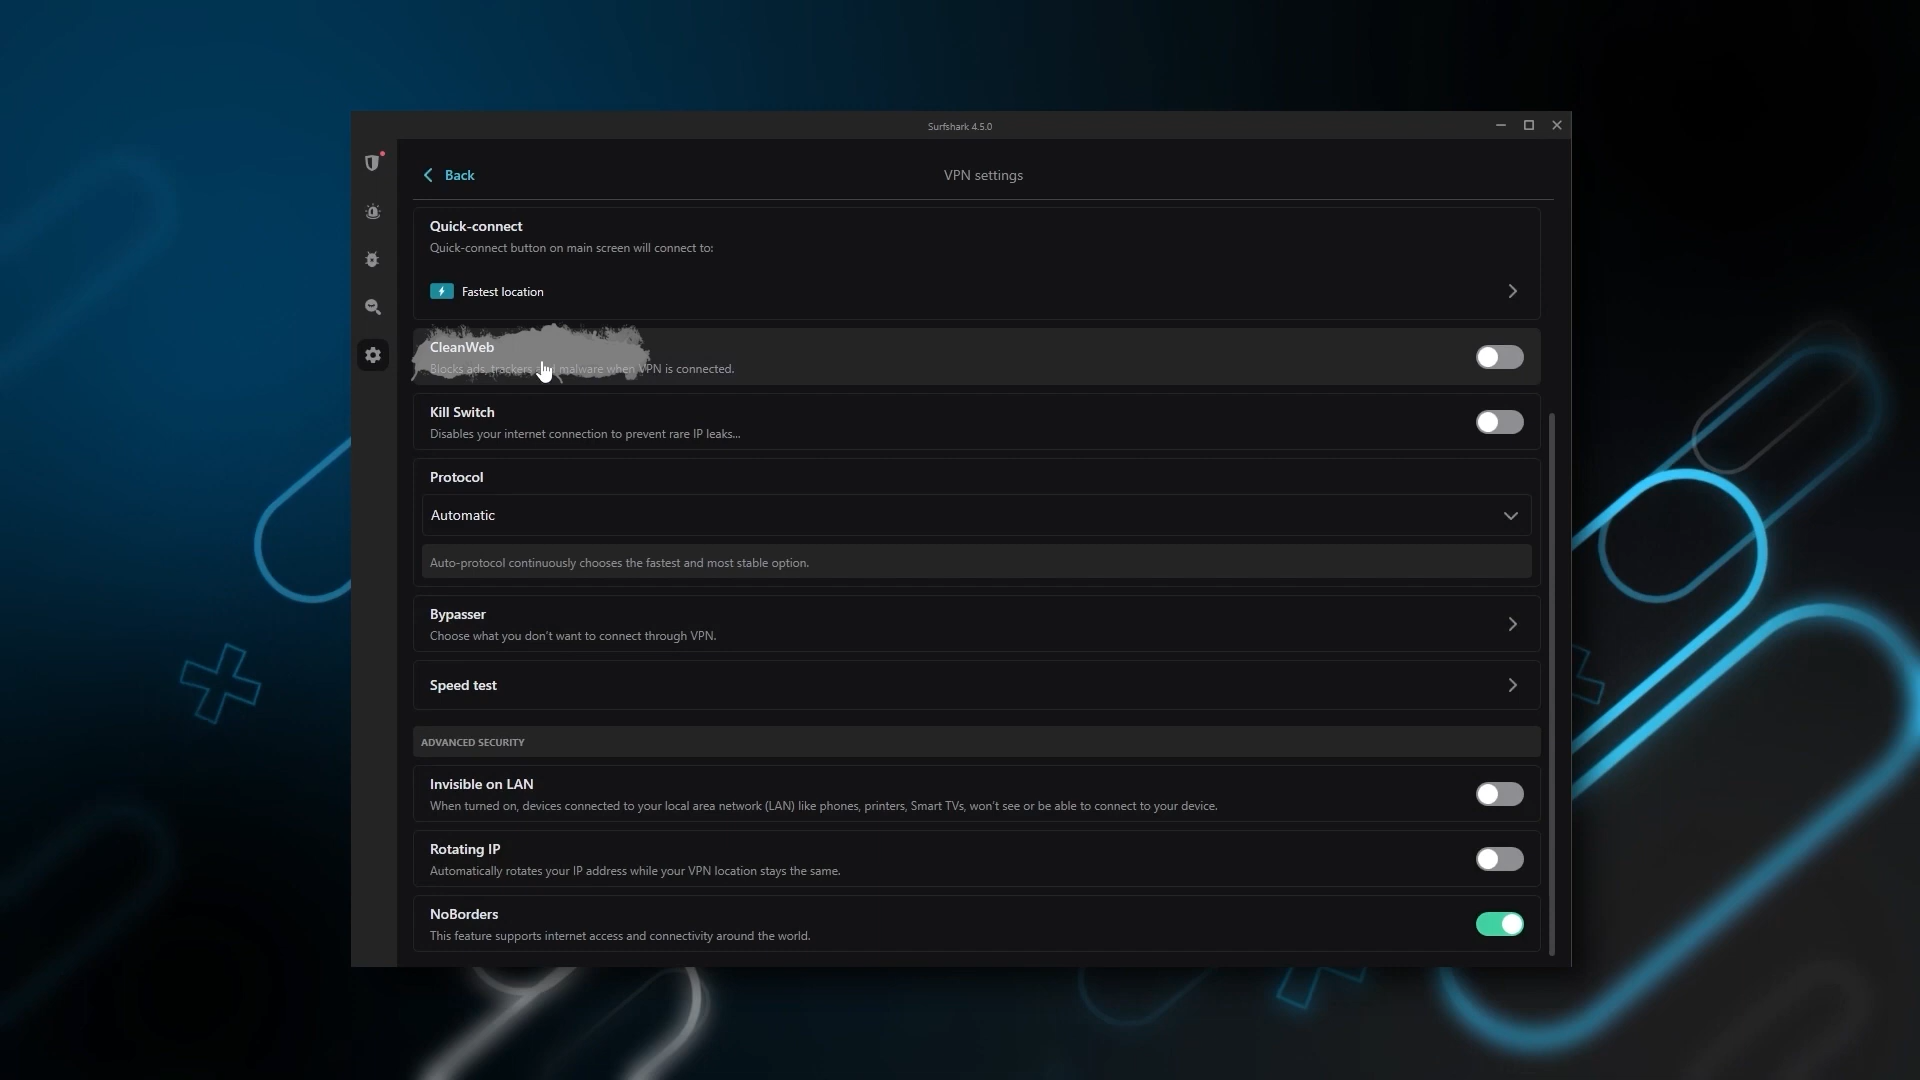 Surfshark 4.5.0
Back
VPN settings
Quick-connect
Quick-connect button on main screen will connect to:
Fastest location
CleanWeb
Blocks ads, trackers malware when VPN is connected.
Kill Switch
Disables your internet connection to prevent rare IP leaks...
Protocol
Automatic
Auto-protocol continuously chooses the fastest and most stable option.
Bypasser
Choose what you don't want to connect through VPN.
Speed test
ADVANCED SECURITY
Invisible on LAN
When turned on, devices connected to your local area network (LAN) like phones, printers, Smart TVs, won't see or be able to connect to your device.
Rotating IP
Automatically rotates your IP address while your VPN location stays the same.
NoBorders
This feature supports internet access and connectivity around the world.